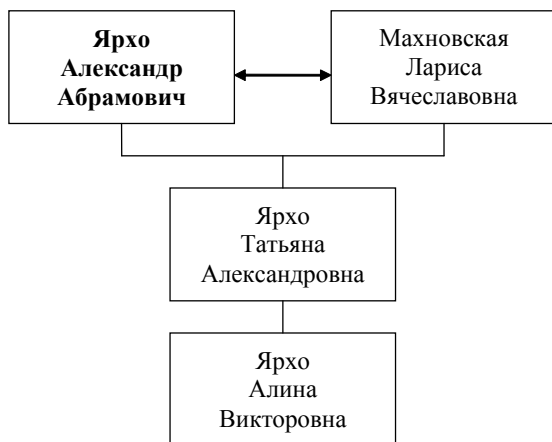 Ярхо
Александр
Абрамович
Махновская
Лариса
Вячеславовна
Ярхо
Татьяна
Александровна
Ярхо
Алина
Викторовна